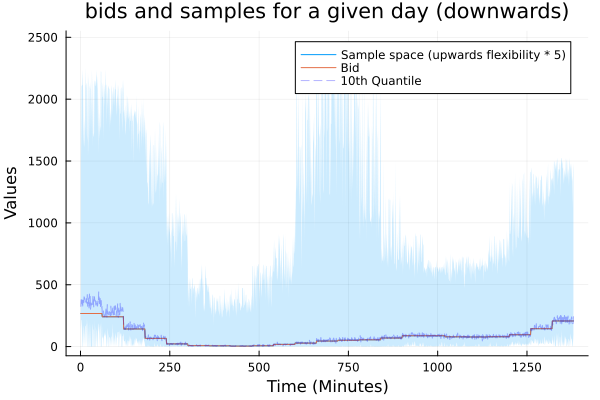 bids and samples for a given day (downwards)
2500
2000
1500
1000
500
0
Values
Sample space (upwards flexibility * 5)
Bid
10th Quantile
0 250 500 750 1000 1250
Time (Minutes)